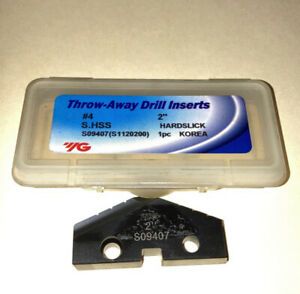 Throw-Away Drill Inserts
#4 2"
S.HSS HARDSLICK
S09407(S1120200) 1pc KOREA
YG
2"
S09407